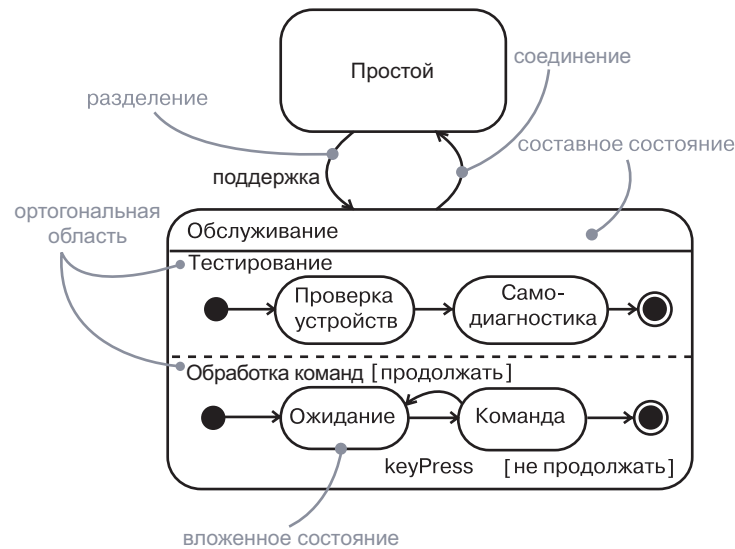 Простой
соединение
разделение
составное состояние
поддержка
ортогональная
область
Обслуживание
Тестирование
Проверка
устройств
Само-
диагностика
Обработка команд [продолжать]
Ожидание
Команда
keyPress [не продолжать]
вложенное состояние